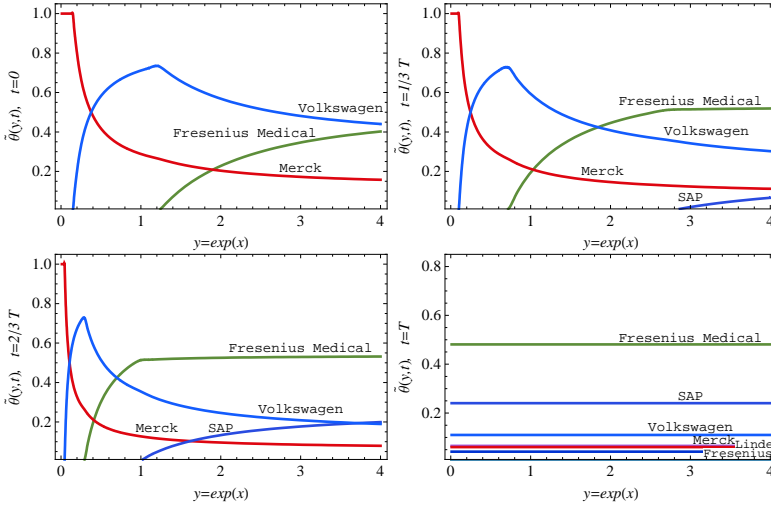 1.0
0.8
0.6
0.4
0.2
0 1 2 3 4
Volkswagen
Fresenius Medical
Merck
θ̃(y,t), t=0
y=exp(x)
1.0
0.8
0.6
0.4
0.2
0 1 2 3 4
Fresenius Medical
Volkswagen
Merck
SAP
θ̃(y,t), t=1/3 T
y=exp(x)
1.0
0.8
0.6
0.4
0.2
0 1 2 3 4
Fresenius Medical
Volkswagen
Merck
SAP
θ̃(y,t), t=2/3 T
y=exp(x)
0.8
0.6
0.4
0.2
0 1 2 3 4
Fresenius Medical
SAP
Volkswagen
Merck
Linde
Fresenius
θ̃(y,t), t=T
y=exp(x)